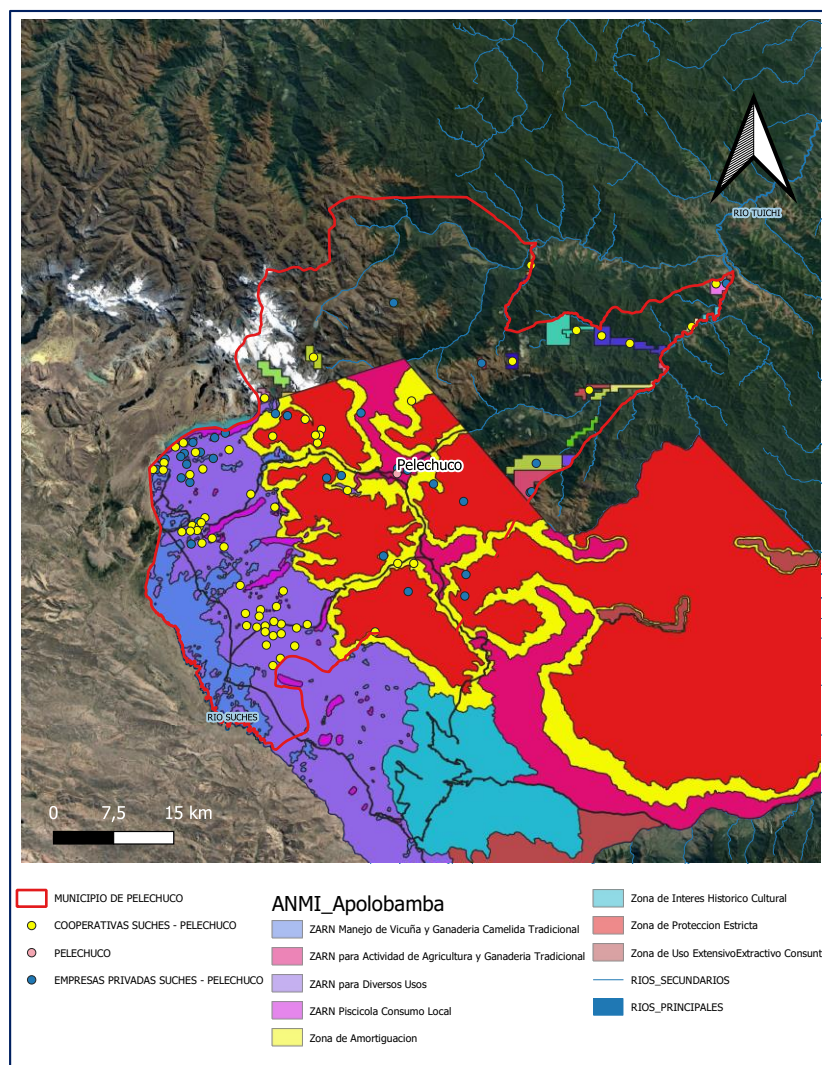 RIO TUICHI
Pelechuco
RIO SUCHES
0 7,5 15 km
MUNICIPIO DE PELECHUCO
COOPERATIVAS SUCHES - PELECHUCO
PELECHUCO
EMPRESAS PRIVADAS SUCHES - PELECHUCO
ANMI_Apolobamba
ZARN Manejo de Vicuña y Ganaderia Camelida Tradicional
ZARN para Actividad de Agricultura y Ganaderia Tradicional
ZARN para Diversos Usos
ZARN Piscicola Consumo Local
Zona de Amortiguacion
Zona de Interes Historico Cultural
Zona de Proteccion Estricta
Zona de Uso ExtensivoExtractivo Consunt
RIOS_SECUNDARIOS
RIOS_PRINCIPALES